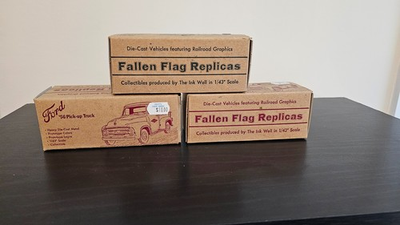 Die-Cast Vehicles featuring Railroad Graphics
Fallen Flag Replicas
Collectibles produced by The Ink Well in 1/43" Scale
Ford
'56 Pick-up Truck
Die-Cast Vehicles featuring Railroad Graphics
Fallen Flag Replicas
Collectibles produced by The Ink Well in 1/43" Scale